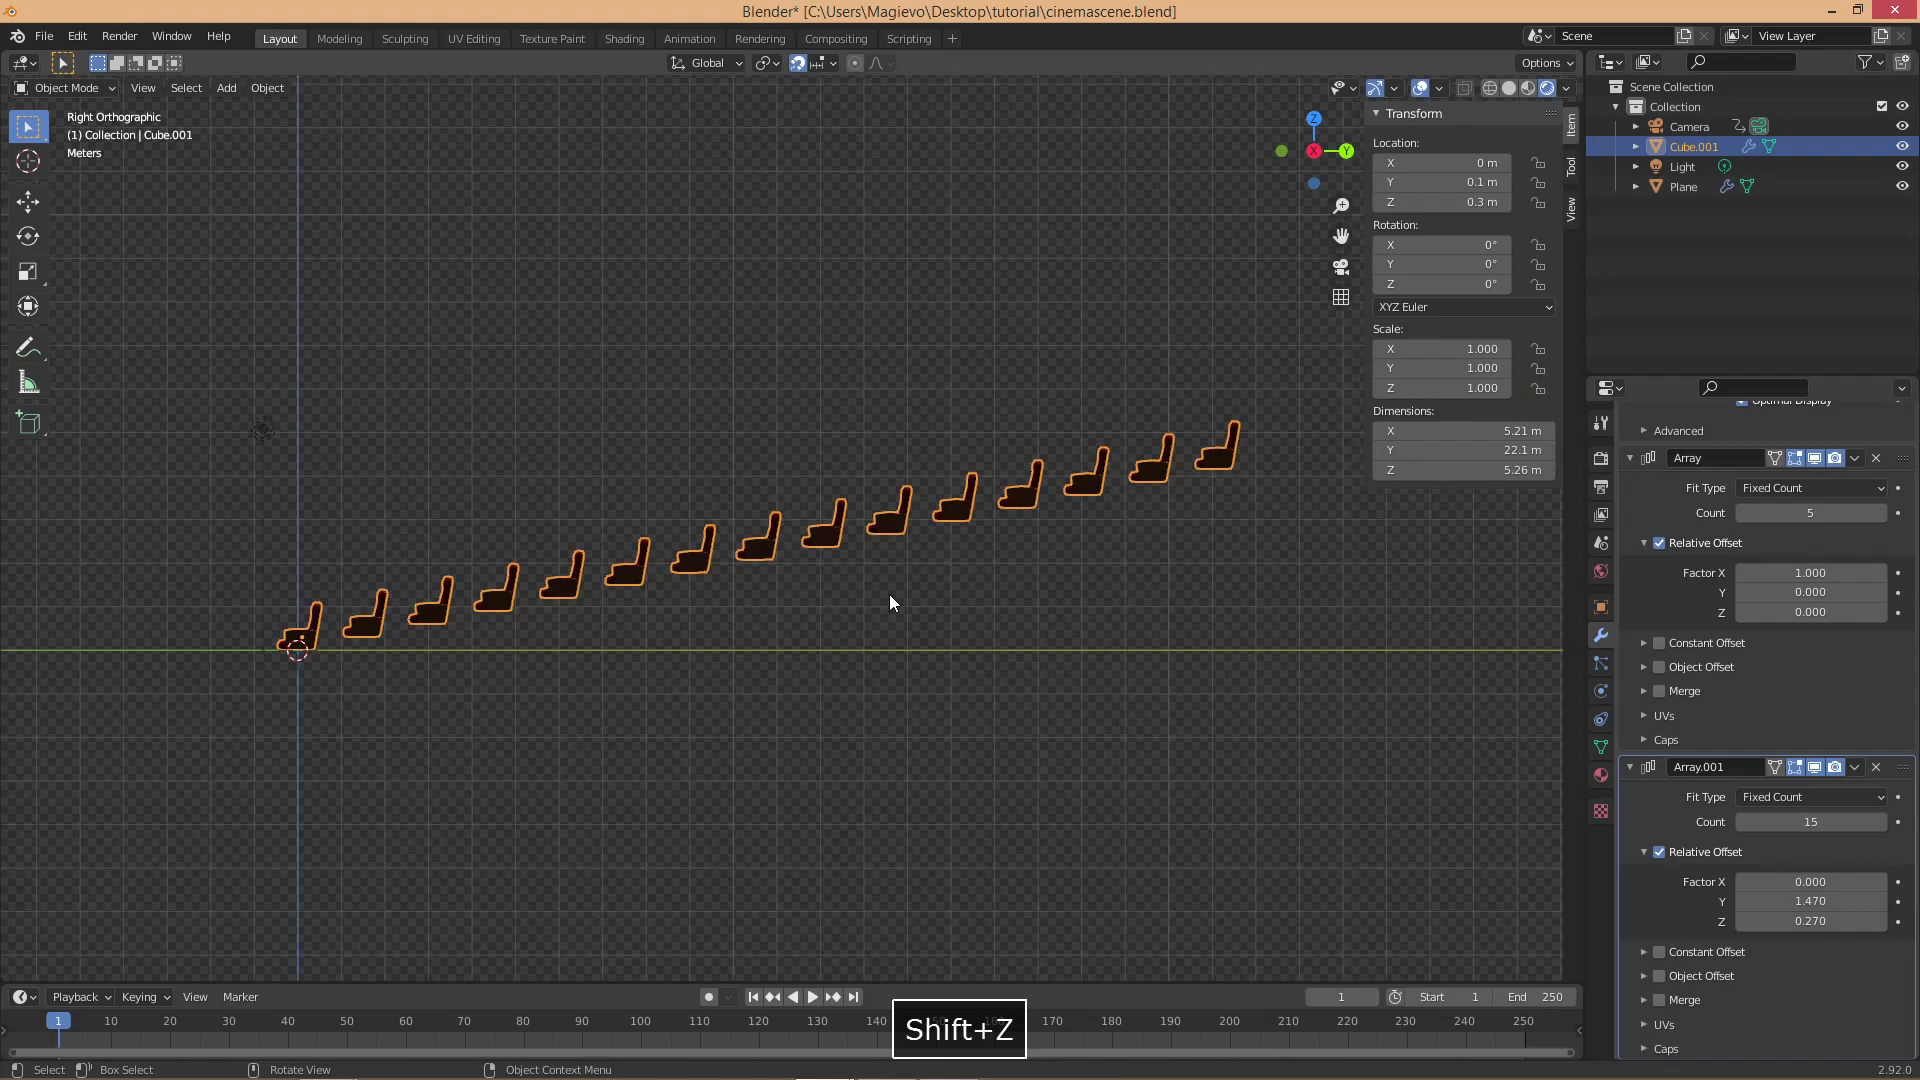 Blender* [C:\Users\Magievo\Desktop\tutorial\cinemascene.blend]
File Edit Render Window Help Layout Modeling Sculpting UV Editing Texture Paint Shading Animation Rendering Compositing Scripting + Scene View Layer
Global Options
Object Mode View Select Add Object
Right Orthographic
(1) Collection | Cube.001
Meters
Z
Y
X
Transform
Location:
X 0 m
Y 0.1 m
Z 0.3 m
Rotation:
X 0°
Y 0°
Z 0°
XYZ Euler
Scale:
X 1.000
Y 1.000
Z 1.000
Dimensions:
X 5.21 m
Y 22.1 m
Z 5.26 m
Item
Tool
View
Scene Collection
Collection
Camera
Cube.001
Light
Plane
Optimal Display
Advanced
Array
Fit Type Fixed Count
Count 5
Relative Offset
Factor X 1.000
Y 0.000
Z 0.000
Constant Offset
Object Offset
Merge
UVs
Caps
Array.001
Fit Type Fixed Count
Count 15
Relative Offset
Factor X 0.000
Y 1.470
Z 0.270
Constant Offset
Object Offset
Merge
UVs
Caps
Playback Keying View Marker 1 Start 1 End 250
1 10 20 30 40 50 60 70 80 90 100 110 120 130 140 170 180 190 200 210 220 230 240 250
Shift+Z
Select Box Select Rotate View Object Context Menu 2.92.0